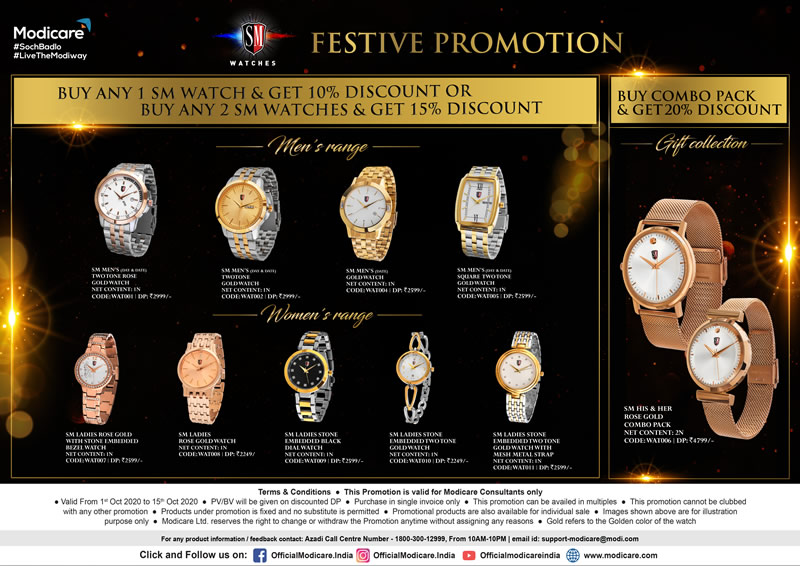 Modicare
#SochBadlo
#LiveTheModiway
SM
WATCHES
FESTIVE PROMOTION
BUY ANY 1 SM WATCH & GET 10% DISCOUNT OR
BUY ANY 2 SM WATCHES & GET 15% DISCOUNT
BUY COMBO PACK
& GET 20% DISCOUNT
Men's range
SM MEN'S (DAY & DATE)
TWOTONE ROSE
GOLD WATCH
NET CONTENT: 1N
CODE:WAT001 | DP: ₹2999/-
SM MEN'S (DAY & DATE)
TWOTONE
GOLD WATCH
NET CONTENT: 1N
CODE:WAT002 | DP: ₹2999/-
SM MEN'S (DATE)
GOLD WATCH
NET CONTENT: 1N
CODE:WAT004 | DP: ₹2599/-
SM MEN'S (DAY & DATE)
SQUARE TWOTONE
GOLD WATCH
NET CONTENT: 1N
CODE:WAT005 | DP: ₹2599/-
Women's range
SM LADIES ROSE GOLD
WITH STONE EMBEDDED
BEZEL WATCH
NET CONTENT: 1N
CODE:WAT007 | DP: ₹2599/-
SM LADIES
ROSE GOLD WATCH
NET CONTENT: 1N
CODE:WAT008 | DP: ₹2249/
SM LADIES STONE
EMBEDDED BLACK
DIAL WATCH
NET CONTENT: 1N
CODE:WAT009 | DP: ₹2599/-
SM LADIES STONE
EMBEDDED TWO TONE
GOLD WATCH
NET CONTENT: 1N
CODE:WAT010 | DP: ₹2249/-
SM LADIES STONE
EMBEDDED TWO TONE
GOLD WATCH WITH
MESH METAL STRAP
NET CONTENT: 1N
CODE:WAT011 | DP: ₹2599/-
Gift collection
SM HIS & HER
ROSE GOLD
COMBO PACK
NET CONTENT: 2N
CODE:WAT006 | DP: ₹4799/-
Terms & Conditions ● This Promotion is valid for Modicare Consultants only
● Valid From 1st Oct 2020 to 15th Oct 2020 ● PV/BV will be given on discounted DP ● Purchase in single invoice only ● This promotion can be availed in multiples ● This promotion cannot be clubbed
with any other promotion ● Products under promotion is fixed and no substitute is permitted ● Promotional products are also available for individual sale ● Images shown above are for illustration
purpose only ● Modicare Ltd. reserves the right to change or withdraw the Promotion anytime without assigning any reasons ● Gold refers to the Golden color of the watch
For any product information / feedback contact: Azadi Call Centre Number - 1800-300-12999, From 10AM-10PM | email id: support-modicare@modi.com
Click and Follow us on: OfficialModicare.India OfficialModicare.India Officialmodicareindia www.modicare.com